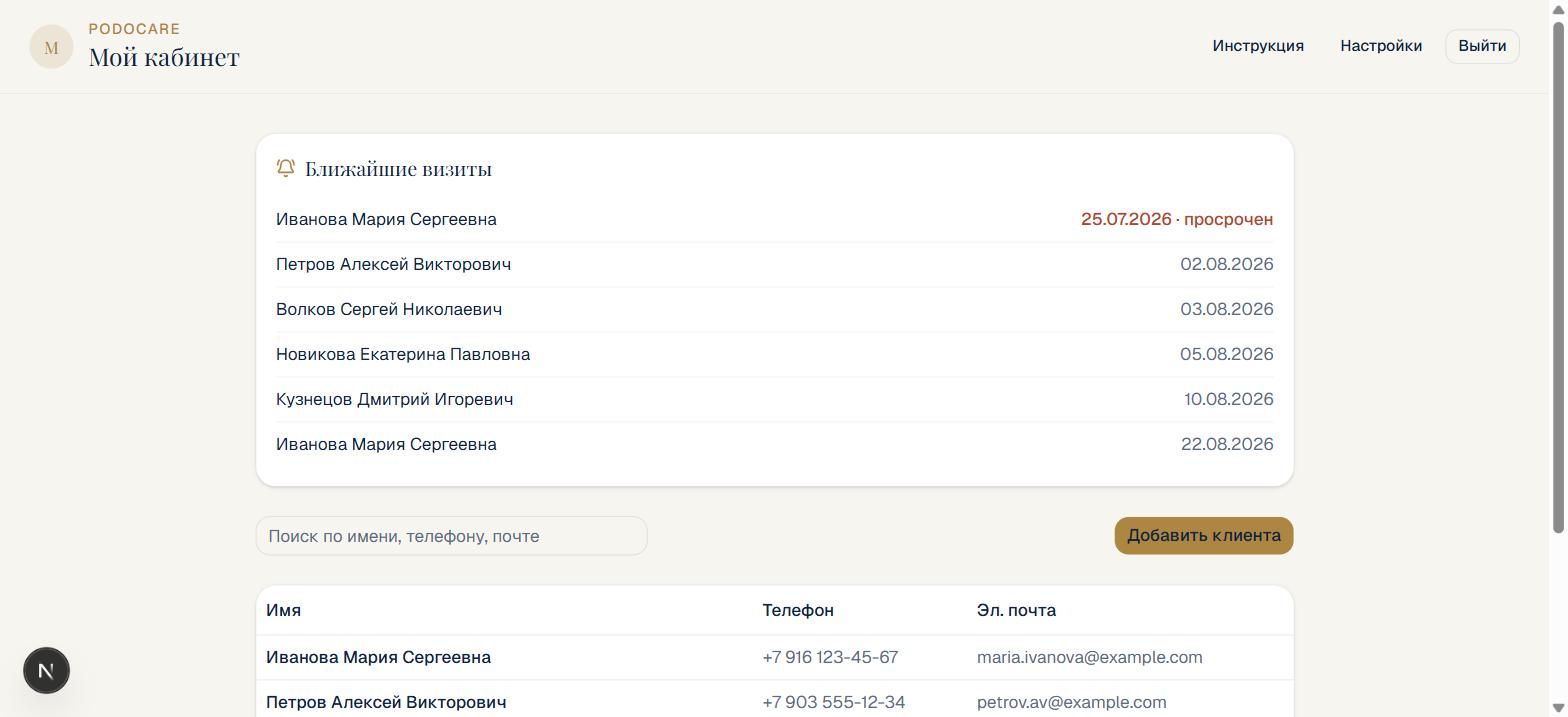 M
PODOCARE
Мой кабинет
Инструкция
Настройки
Выйти
Ближайшие визиты
Иванова Мария Сергеевна 25.07.2026 · просрочен
Петров Алексей Викторович 02.08.2026
Волков Сергей Николаевич 03.08.2026
Новикова Екатерина Павловна 05.08.2026
Кузнецов Дмитрий Игоревич 10.08.2026
Иванова Мария Сергеевна 22.08.2026
Поиск по имени, телефону, почте
Добавить клиента
Имя Телефон Эл. почта
Иванова Мария Сергеевна +7 916 123-45-67 maria.ivanova@example.com
Петров Алексей Викторович +7 903 555-12-34 petrov.av@example.com
N